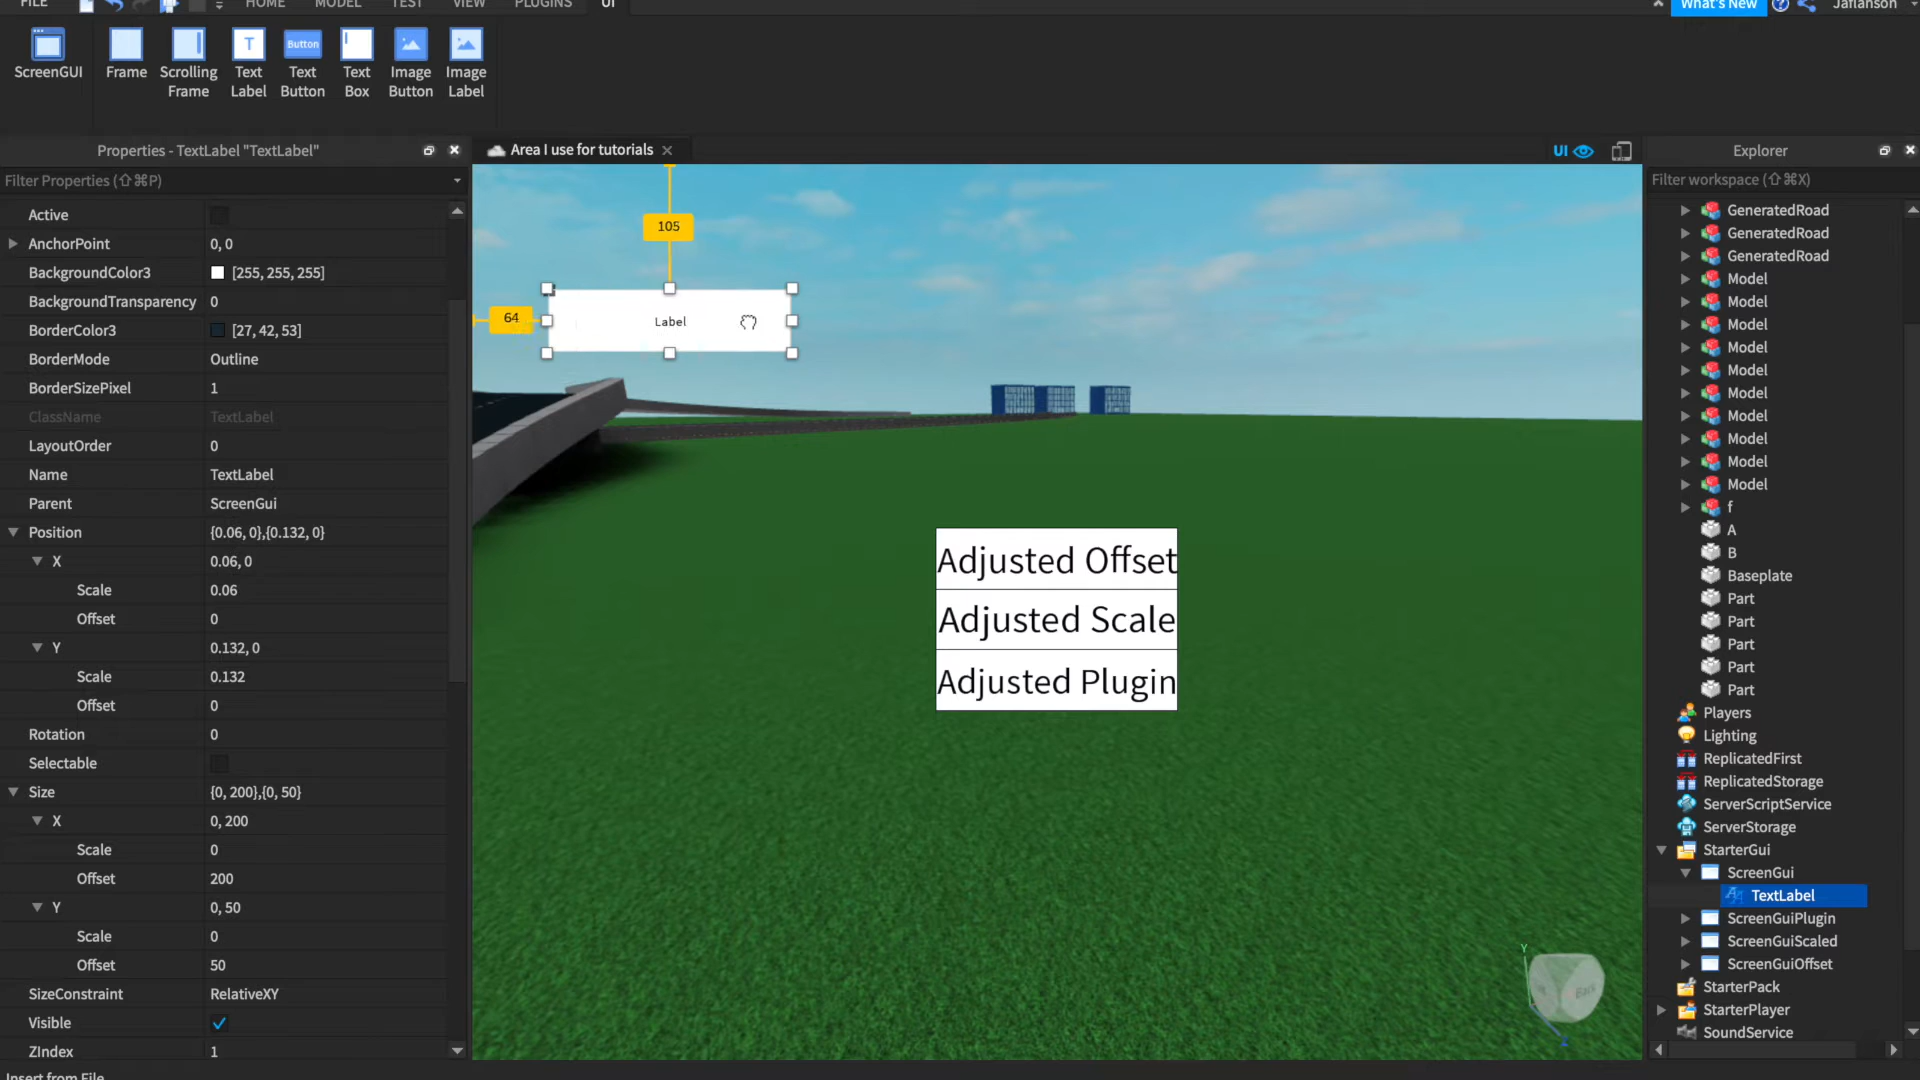 FILE
HOME
MODEL
TEST
VIEW
PLUGINS
UI
What's New
Jaflanson
ScreenGUI
Frame
Scrolling
Frame
Text
Label
Button
Text
Button
Text
Box
Image
Button
Image
Label
Properties - TextLabel "TextLabel"
Filter Properties (⇧⌘P)
Active
AnchorPoint 0, 0
BackgroundColor3 [255, 255, 255]
BackgroundTransparency 0
BorderColor3 [27, 42, 53]
BorderMode Outline
BorderSizePixel 1
ClassName TextLabel
LayoutOrder 0
Name TextLabel
Parent ScreenGui
Position {0.06, 0},{0.132, 0}
X 0.06, 0
Scale 0.06
Offset 0
Y 0.132, 0
Scale 0.132
Offset 0
Rotation 0
Selectable
Size {0, 200},{0, 50}
X 0, 200
Scale 0
Offset 200
Y 0, 50
Scale 0
Offset 50
SizeConstraint RelativeXY
Visible
ZIndex 1
Insert from File
Area I use for tutorials
UI
105
64
Label
Adjusted Offset
Adjusted Scale
Adjusted Plugin
Y
Back
Explorer
Filter workspace (⇧⌘X)
GeneratedRoad
GeneratedRoad
GeneratedRoad
Model
Model
Model
Model
Model
Model
Model
Model
Model
Model
f
A
B
Baseplate
Part
Part
Part
Part
Part
Players
Lighting
ReplicatedFirst
ReplicatedStorage
ServerScriptService
ServerStorage
StarterGui
ScreenGui
TextLabel
ScreenGuiPlugin
ScreenGuiScaled
ScreenGuiOffset
StarterPack
StarterPlayer
SoundService